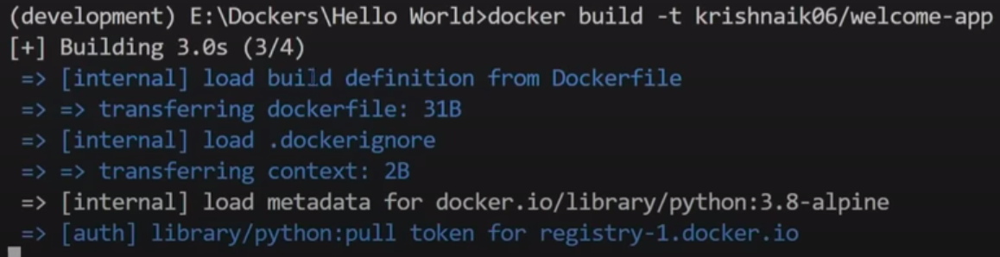 (development) E:\Dockers\Hello World>docker build -t krishnaik06/welcome-app
[+] Building 3.0s (3/4)
=> [internal] load build definition from Dockerfile
=> => transferring dockerfile: 31B
=> [internal] load .dockerignore
=> => transferring context: 2B
=> [internal] load metadata for docker.io/library/python:3.8-alpine
=> [auth] library/python:pull token for registry-1.docker.io